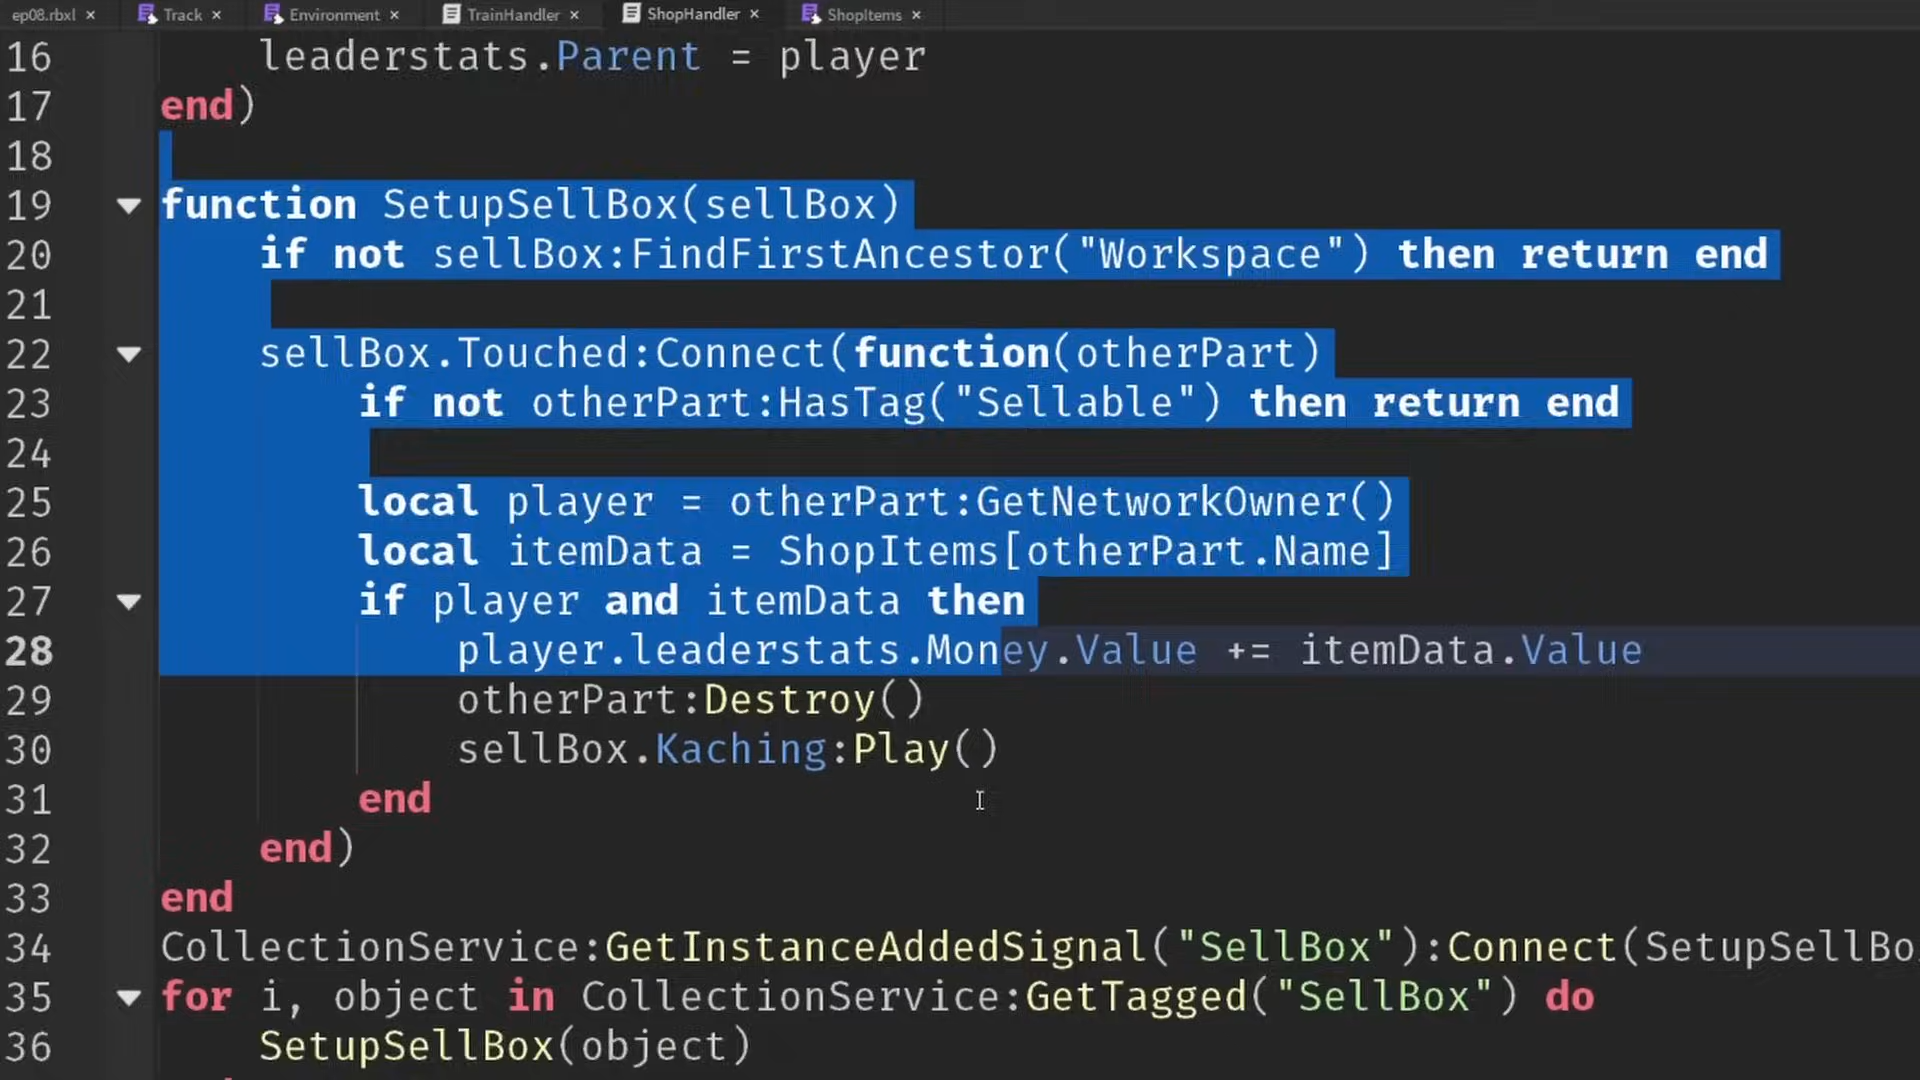 ep08.rbxl × Track × Environment × TrainHandler × ShopHandler × ShopItems ×
16 leaderstats.Parent = player
17 end)
18
19 function SetupSellBox(sellBox)
20 if not sellBox:FindFirstAncestor("Workspace") then return end
21
22 sellBox.Touched:Connect(function(otherPart)
23 if not otherPart:HasTag("Sellable") then return end
24
25 local player = otherPart:GetNetworkOwner()
26 local itemData = ShopItems[otherPart.Name]
27 if player and itemData then
28 player.leaderstats.Money.Value += itemData.Value
29 otherPart:Destroy()
30 sellBox.Kaching:Play()
31 end
32 end)
33 end
34 CollectionService:GetInstanceAddedSignal("SellBox"):Connect(SetupSellBo
35 for i, object in CollectionService:GetTagged("SellBox") do
36 SetupSellBox(object)